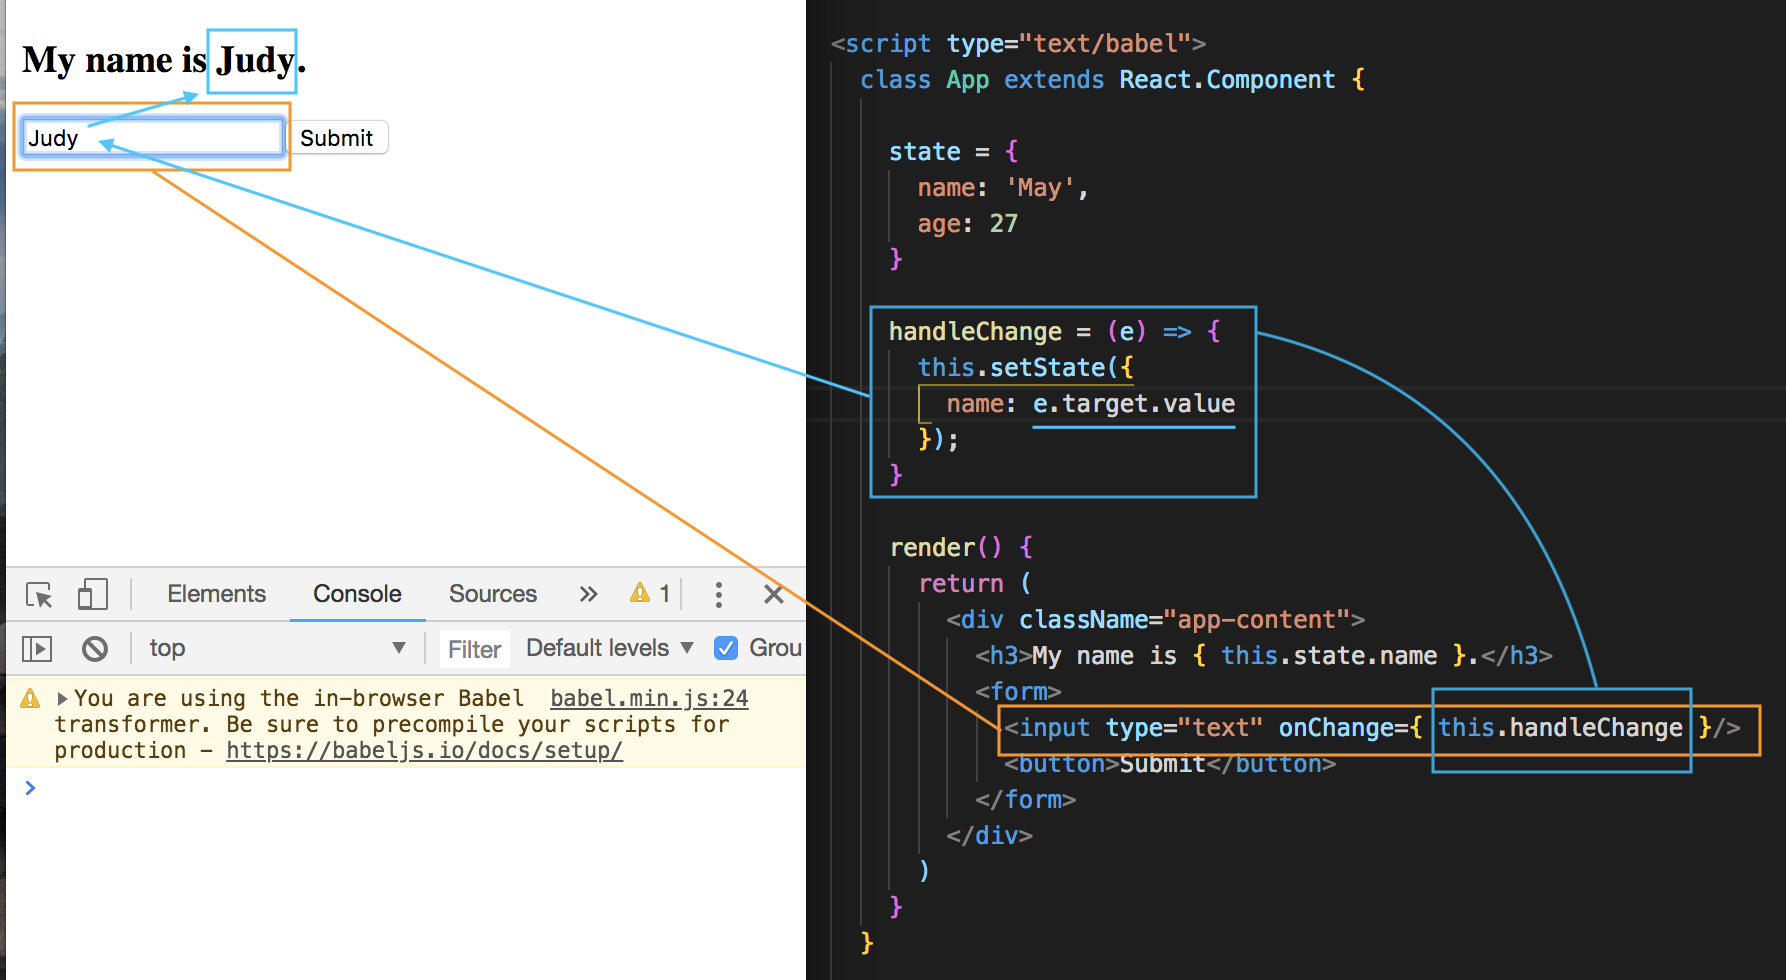 My name is Judy.
Judy Submit
Elements Console Sources » 1
top Filter Default levels Grou
You are using the in-browser Babel babel.min.js:24
transformer. Be sure to precompile your scripts for
production – https://babeljs.io/docs/setup/
<script type="text/babel">
class App extends React.Component {
state = {
name: 'May',
age: 27
}
handleChange = (e) => {
this.setState({
name: e.target.value
});
}
render() {
return (
<div className="app-content">
<h3>My name is { this.state.name }.</h3>
<form>
<input type="text" onChange={ this.handleChange }/>
<button>Submit</button>
</form>
</div>
)
}
}